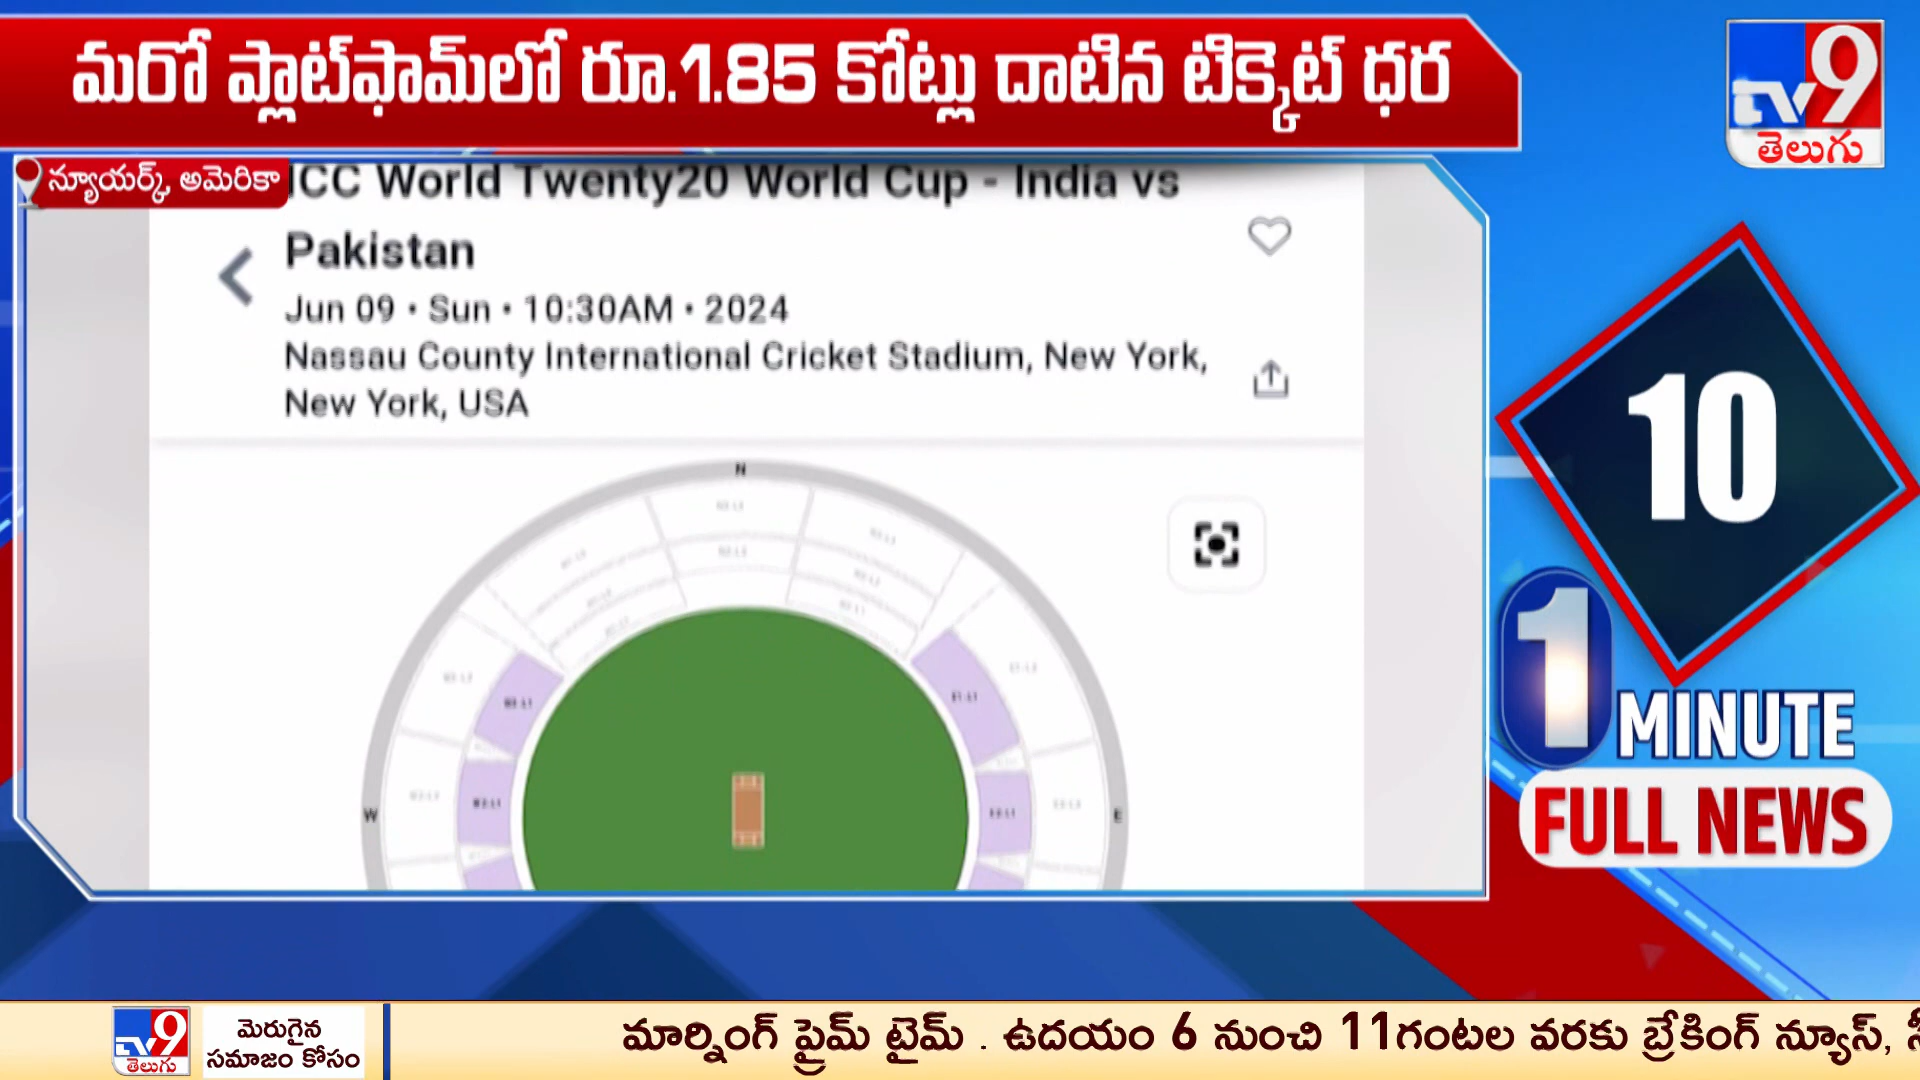 మరో ప్లాట్‌ఫామ్‌లో రూ.1.85 కోట్లు దాటిన టిక్కెట్ ధర
TV9
తెలుగు
న్యూయర్క్, అమెరికా
ICC World Twenty20 World Cup - India vs
Pakistan
Jun 09 • Sun • 10:30AM • 2024
Nassau County International Cricket Stadium, New York,
New York, USA
N
W
E
10
1
MINUTE
FULL NEWS
TV9
తెలుగు
మెరుగైన
సమాజం కోసం
మార్నింగ్ ప్రైమ్ టైమ్ . ఉదయం 6 నుంచి 11గంటల వరకు బ్రేకింగ్ న్యూస్,